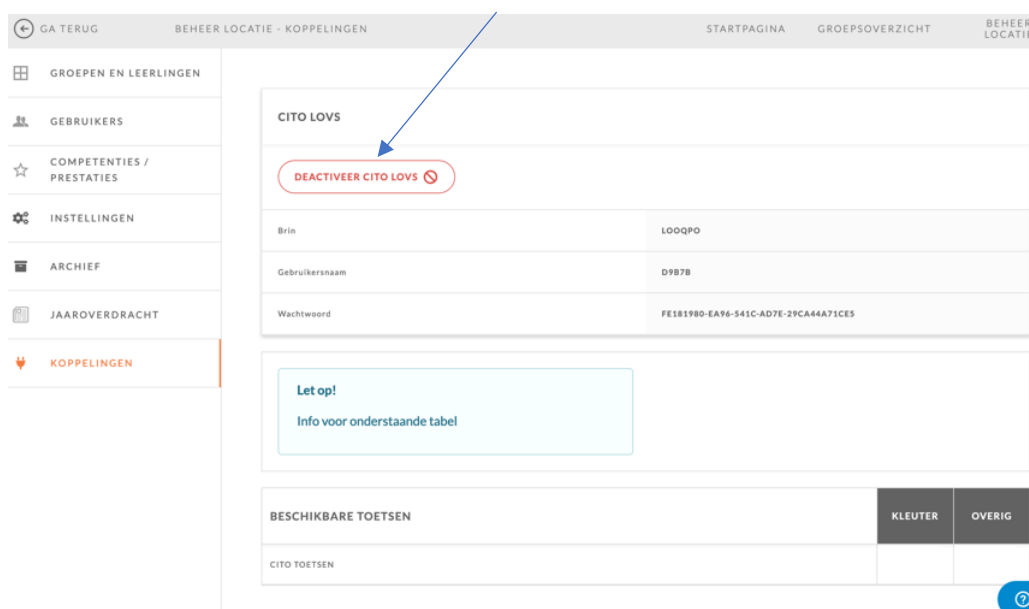 GA TERUG
BEHEER LOCATIE - KOPPELINGEN
STARTPAGINA
GROEPSOVERZICHT
BEHEER
LOCATIE
GROEPEN EN LEERLINGEN
GEBRUIKERS
COMPETENTIES /
PRESTATIES
INSTELLINGEN
ARCHIEF
JAAROVERDRACHT
KOPPELINGEN
CITO LOVS
DEACTIVEER CITO LOVS
Brin LOOQPO
Gebruikersnaam D9B7B
Wachtwoord FE181980-EA96-541C-AD7E-29CA44A71CE5
Let op!
Info voor onderstaande tabel
BESCHIKBARE TOETSEN KLEUTER OVERIG
CITO TOETSEN